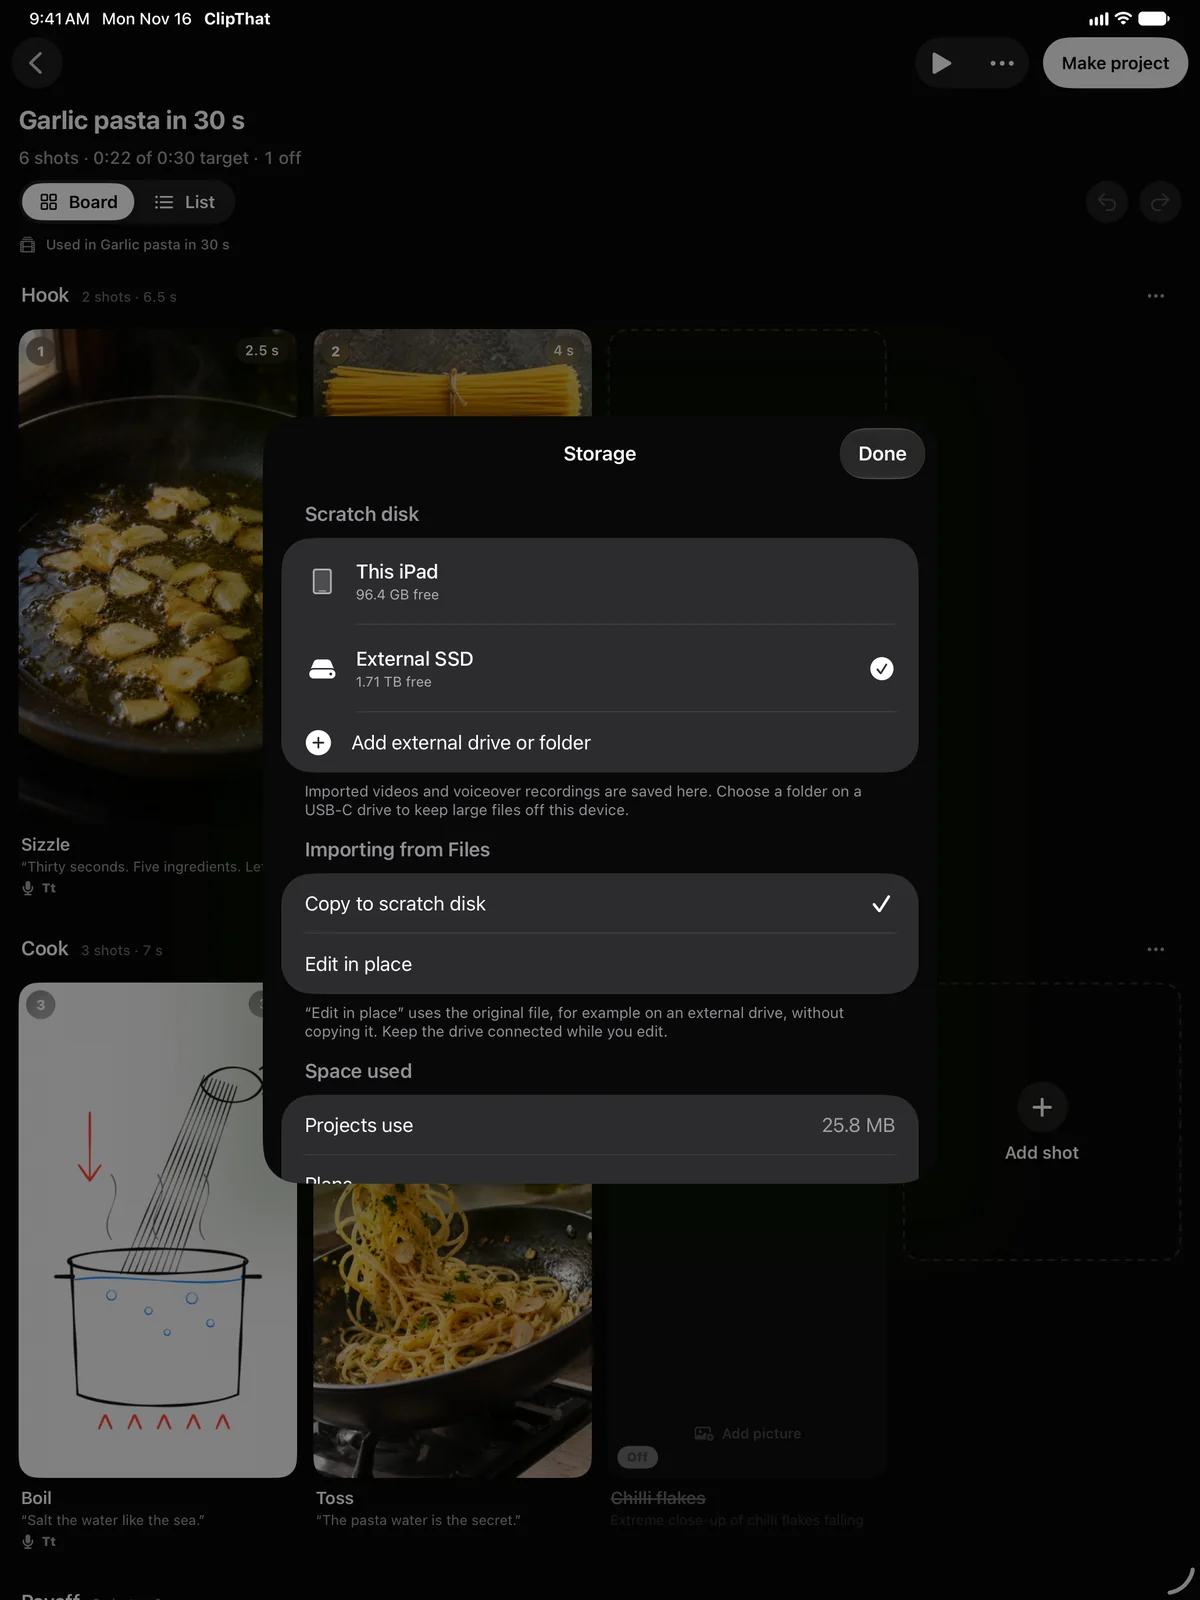 9:41 AM Mon Nov 16 ClipThat
Make project
Garlic pasta in 30 s
6 shots · 0:22 of 0:30 target · 1 off
Board
List
Used in Garlic pasta in 30 s
Hook 2 shots · 6.5 s
1
2.5 s
2
4 s
Storage
Done
Scratch disk
This iPad
96.4 GB free
External SSD
1.71 TB free
Add external drive or folder
Imported videos and voiceover recordings are saved here. Choose a folder on a
USB-C drive to keep large files off this device.
Importing from Files
Copy to scratch disk
Edit in place
“Edit in place” uses the original file, for example on an external drive, without
copying it. Keep the drive connected while you edit.
Space used
Projects use
25.8 MB
Sizzle
“Thirty seconds. Five ingredients.
Tt
Cook 3 shots · 7 s
3
Add shot
Add picture
Off
Boil
“Salt the water like the sea.”
Tt
Toss
“The pasta water is the secret.”
Chilli flakes
Extreme close-up of chilli flakes falling